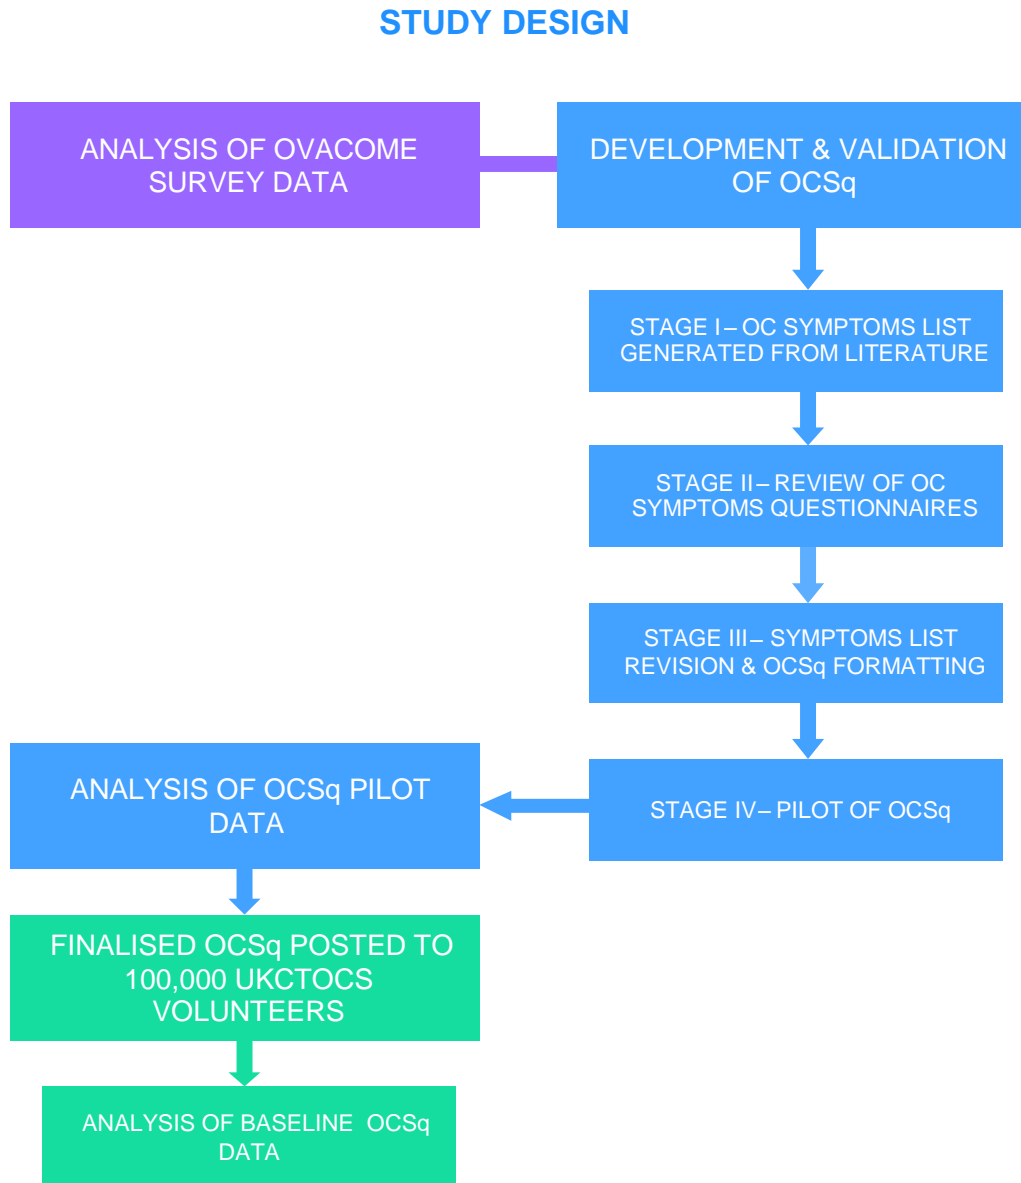 STUDY DESIGN
ANALYSIS OF OVACOME
SURVEY DATA
DEVELOPMENT & VALIDATION
OF OCSq
STAGE I – OC SYMPTOMS LIST
GENERATED FROM LITERATURE
STAGE II – REVIEW OF OC
SYMPTOMS QUESTIONNAIRES
STAGE III – SYMPTOMS LIST
REVISION & OCSq FORMATTING
STAGE IV – PILOT OF OCSq
ANALYSIS OF OCSq PILOT
DATA
FINALISED OCSq POSTED TO
100,000 UKCTOCS
VOLUNTEERS
ANALYSIS OF BASELINE OCSq
DATA